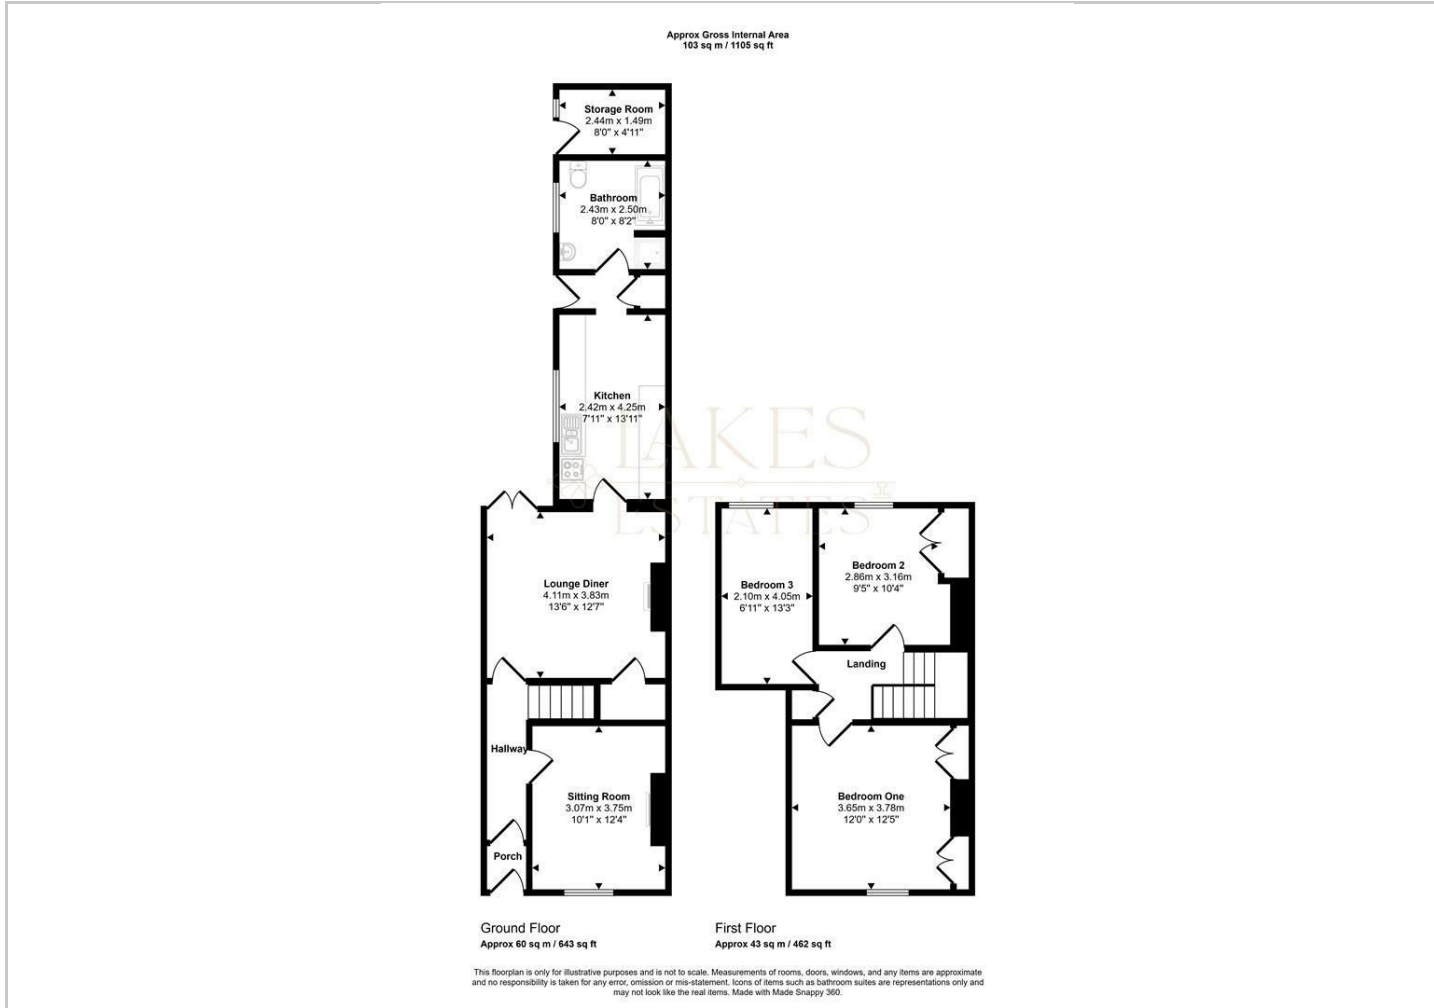 Approx Gross Internal Area
103 sq m / 1105 sq ft
Storage Room
2.44m x 1.49m
8'0" x 4'11"
Bathroom
2.43m x 2.50m
8'0" x 8'2"
Kitchen
2.42m x 4.25m
7'11" x 13'11"
LAKES
ESTATES
Lounge Diner
4.11m x 3.83m
13'6" x 12'7"
Bedroom 3
2.10m x 4.05m
6'11" x 13'3"
Bedroom 2
2.86m x 3.16m
9'5" x 10'4"
Landing
Hallway
Sitting Room
3.07m x 3.75m
10'1" x 12'4"
Bedroom One
3.65m x 3.78m
12'0" x 12'5"
Porch
Ground Floor
Approx 60 sq m / 643 sq ft
First Floor
Approx 43 sq m / 462 sq ft
This floorplan is only for illustrative purposes and is not to scale. Measurements of rooms, doors, windows, and any items are approximate
and no responsibility is taken for any error, omission or mis-statement. Icons of items such as bathroom suites are representations only and
may not look like the real items. Made with Made Snappy 360.